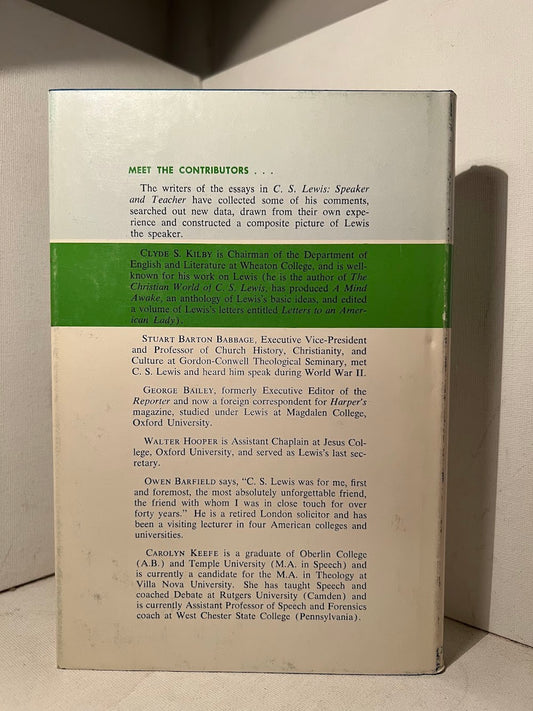 MEET THE CONTRIBUTORS . . .
The writers of the essays in C. S. Lewis: Speaker
and Teacher have collected some of his comments,
searched out new data, drawn from their own expe-
rience and constructed a composite picture of Lewis
the speaker.
CLYDE S. KILBY is Chairman of the Department of
English and Literature at Wheaton College, and is well-
known for his work on Lewis (he is the author of The
Christian World of C. S. Lewis, has produced A Mind
Awake, an anthology of Lewis's basic ideas, and edited
a volume of Lewis's letters entitled Letters to an Amer-
ican Lady).
STUART BARTON BABBAGE, Executive Vice-President
and Professor of Church History, Christianity, and
Culture at Gordon-Conwell Theological Seminary, met
C. S. Lewis and heard him speak during World War II.
GEORGE BAILEY, formerly Executive Editor of the
Reporter and now a foreign correspondent for Harper's
magazine, studied under Lewis at Magdalen College,
Oxford University.
WALTER HOOPER is Assistant Chaplain at Jesus Col-
lege, Oxford University, and served as Lewis's last sec-
retary.
OWEN BARFIELD says, "C. S. Lewis was for me, first
and foremost, the most absolutely unforgettable friend,
the friend with whom I was in close touch for over
forty years." He is a retired London solicitor and has
been a visiting lecturer in four American colleges and
universities.
CAROLYN KEEFE is a graduate of Oberlin College
(A.B.) and Temple University (M.A. in Speech) and
is currently a candidate for the M.A. in Theology at
Villa Nova University. She has taught Speech and
coached Debate at Rutgers University (Camden) and
is currently Assistant Professor of Speech and Forensics
coach at West Chester State College (Pennsylvania).